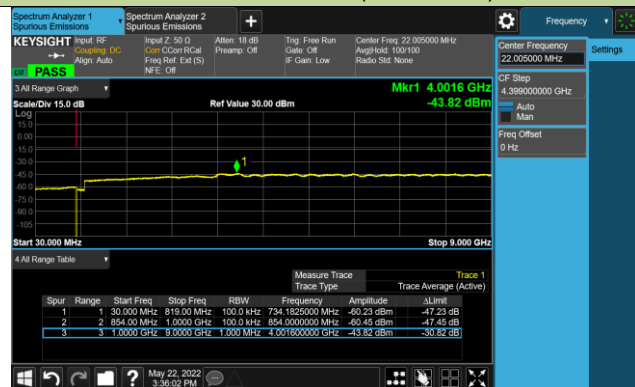 Spectrum Analyzer 1
Spurious Emissions
Spectrum Analyzer 2
Spurious Emissions
Frequency
KEYSIGHT
Input: RF
Coupling: DC
Align: Auto
Input Z: 50 Ω
Corr CCorr RCal
Freq Ref: Ext (S)
NFE: Off
Atten: 18 dB
Preamp: Off
Trig: Free Run
Gate: Off
IF Gain: Low
Center Freq: 22.005000 MHz
Avg|Hold: 100/100
Radio Std: None
PASS
Center Frequency
22.005000 MHz
Settings
CF Step
4.399000000 GHz
Auto
Man
Freq Offset
0 Hz
3 All Range Graph
Mkr1 4.0016 GHz
-43.82 dBm
Scale/Div 15.0 dB
Ref Value 30.00 dBm
Log
15.0
0.00
-15.0
-30.0
-45.0
-60.0
-75.0
-90.0
-105
1
Start 30.000 MHz
Stop 9.000 GHz
4 All Range Table
Measure Trace Trace 1
Trace Type Trace Average (Active)
Spur Range Start Freq Stop Freq RBW Frequency Amplitude ΔLimit
1 1 30.000 MHz 819.00 MHz 100.0 kHz 734.1825000 MHz -60.23 dBm -47.23 dB
2 2 854.00 MHz 1.0000 GHz 100.0 kHz 854.0000000 MHz -60.45 dBm -47.45 dB
3 3 1.0000 GHz 9.0000 GHz 1.000 MHz 4.001600000 GHz -43.82 dBm -30.82 dB
May 22, 2022
3:36:02 PM